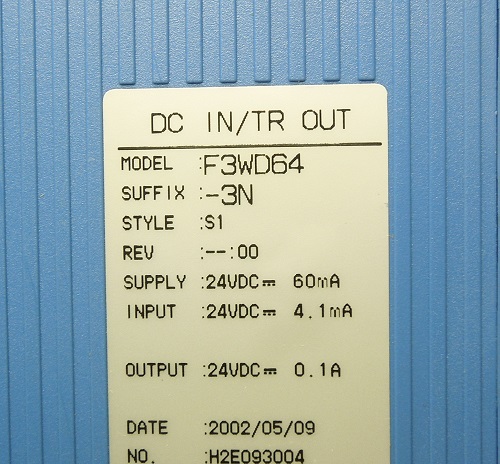 DC IN/TR OUT
MODEL :F3WD64
SUFFIX :-3N
STYLE :S1
REV :--:00
SUPPLY :24VDC⎓ 60mA
INPUT :24VDC⎓ 4.1mA
OUTPUT :24VDC⎓ 0.1A
DATE :2002/05/09
NO. :H2E093004